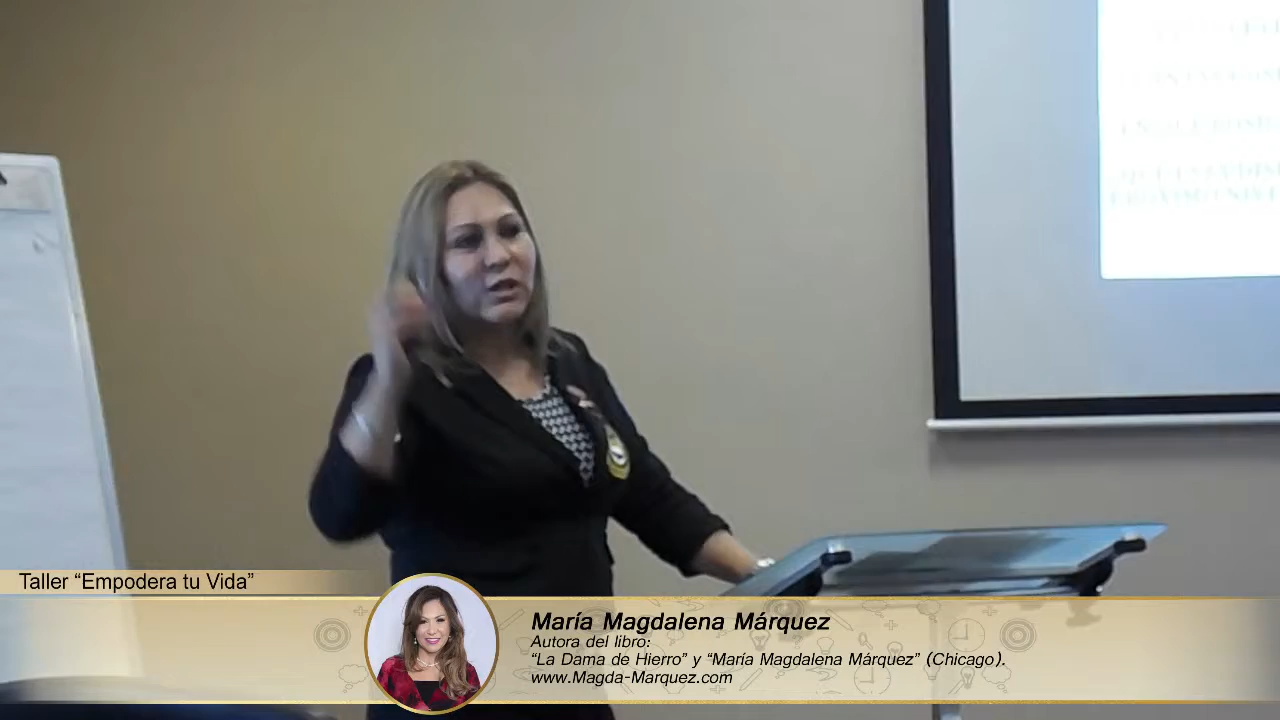 Taller “Empodera tu Vida”
María Magdalena Márquez
Autora del libro:
“La Dama de Hierro” y “María Magdalena Márquez” (Chicago).
www.Magda-Marquez.com